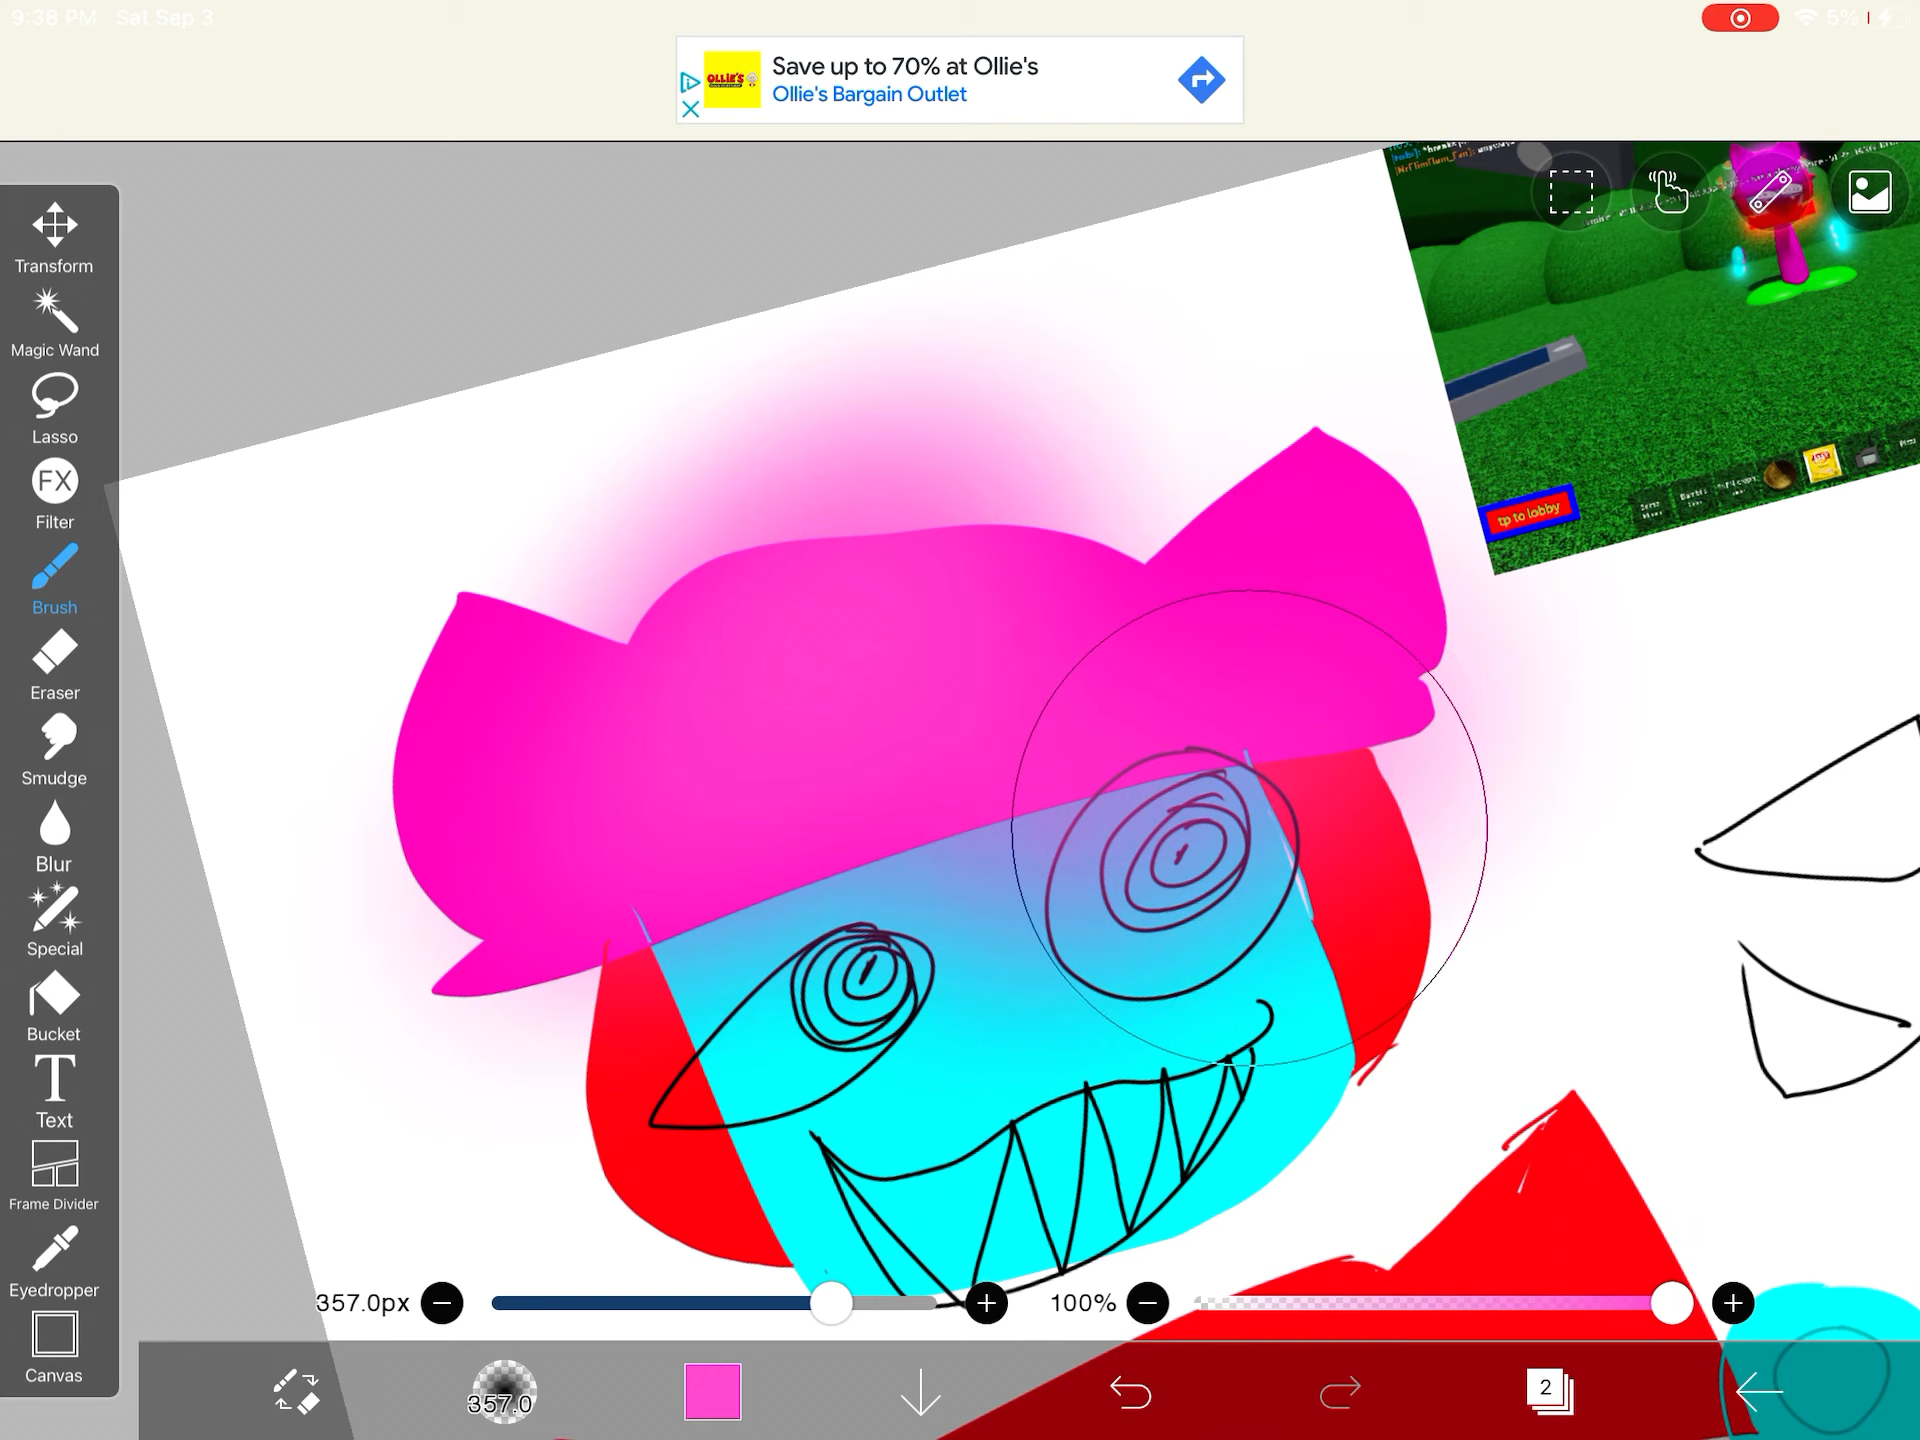 9:38 PM Sat Sep 3
5%
OLLIE'S
Save up to 70% at Ollie's
Ollie's Bargain Outlet
Transform
Magic Wand
Lasso
FX
Filter
Brush
Eraser
Smudge
Blur
Special
Bucket
T
Text
Frame Divider
Eyedropper
Canvas
tp to lobby
357.0px
100%
357.0
2